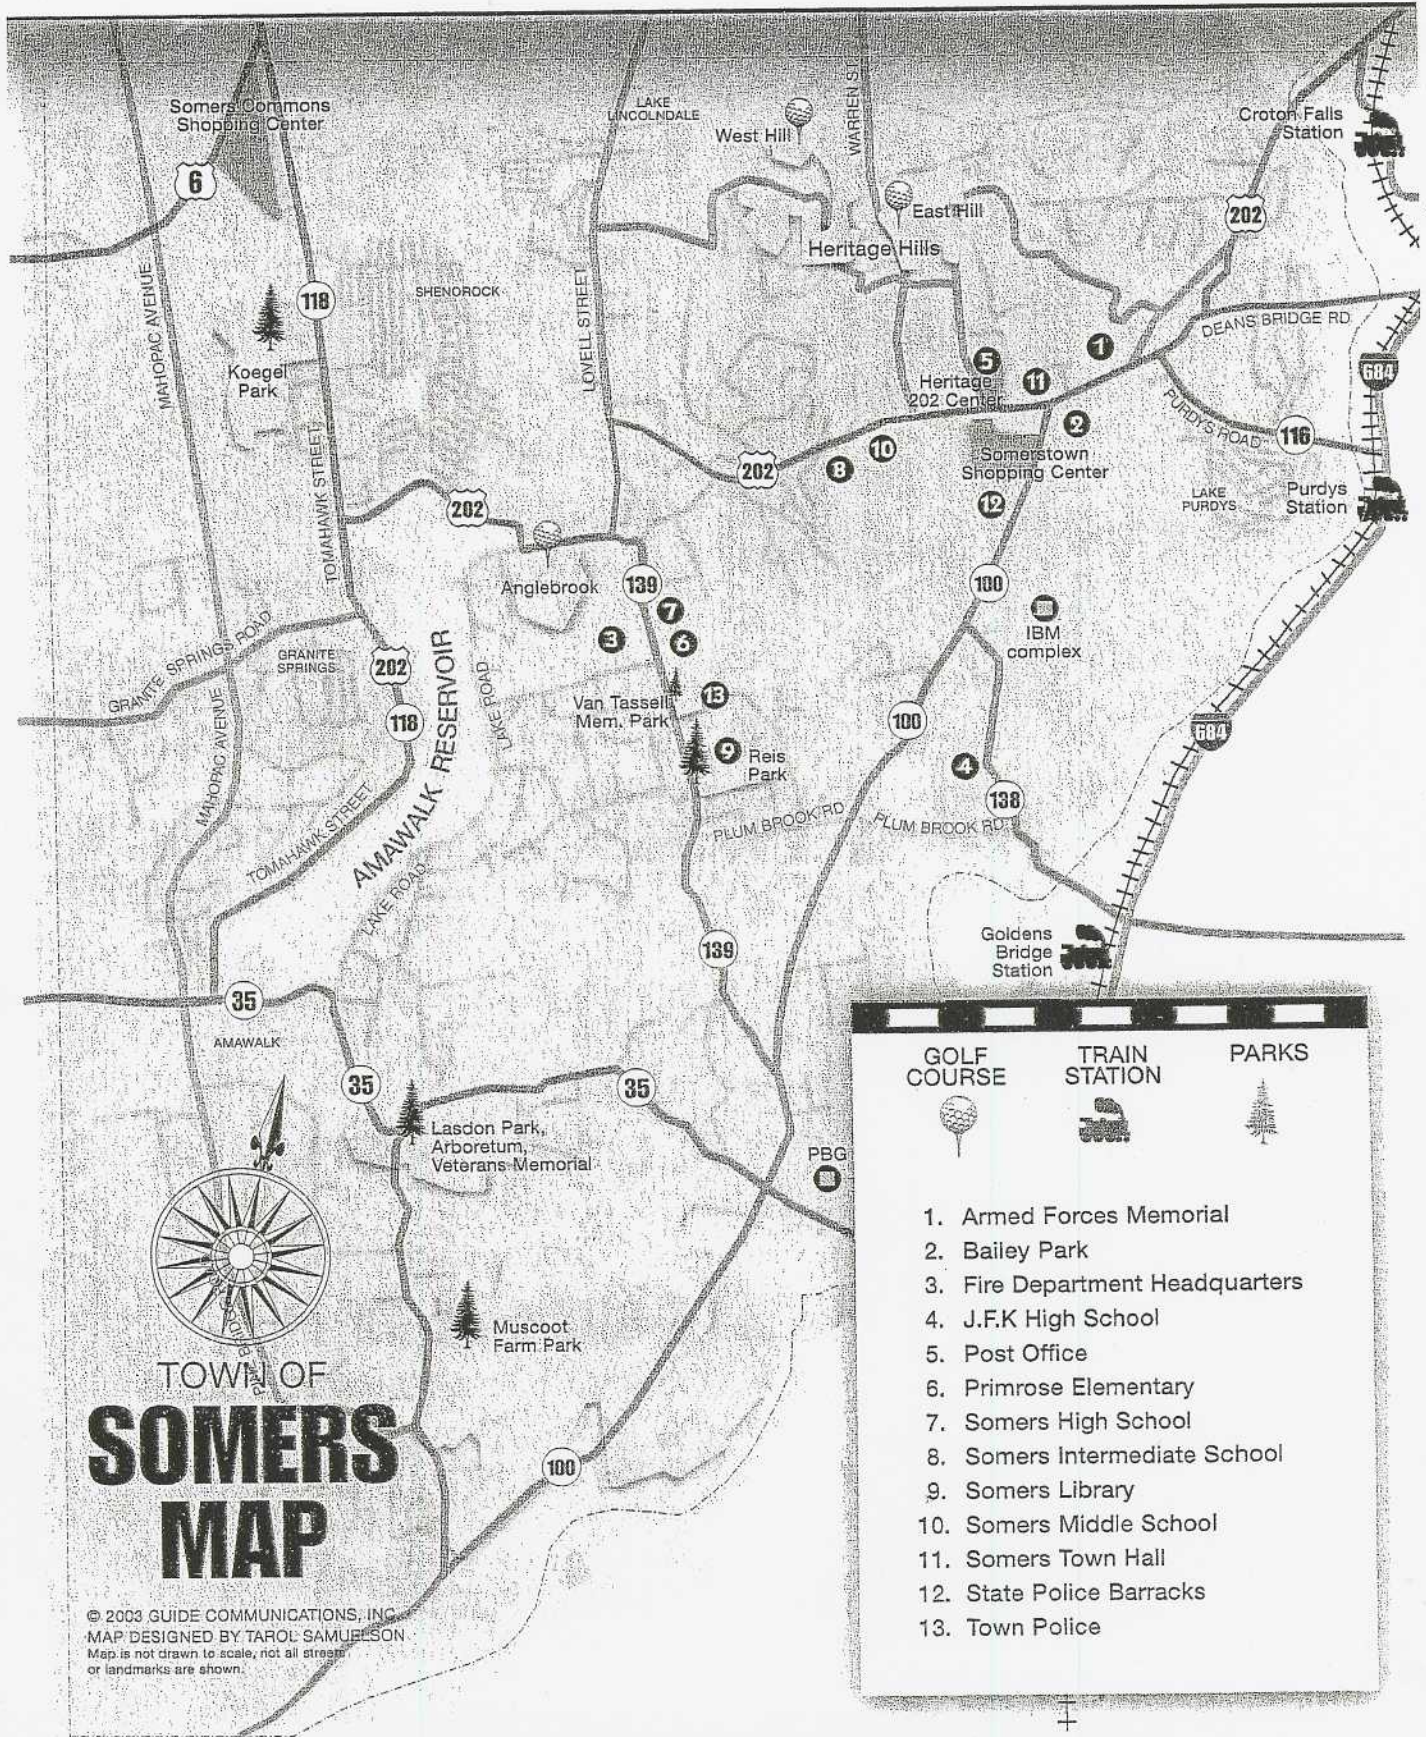 Somers Commons
Shopping Center
LAKE
LINCOLNDALE
West Hill
WARREN ST.
Croton Falls
Station
6
202
East Hill
Heritage Hills
MAHOPAC AVENUE
118
SHENOROCK
LOVELL STREET
DEANS BRIDGE RD
1
684
Koegel
Park
5
Heritage
202 Center
11
2
PURDYS ROAD
116
TOMAHAWK STREET
202
8
10
Somerstown
Shopping Center
12
LAKE
PURDYS
Purdys
Station
202
Anglebrook
139
7
3
6
100
IBM
complex
GRANITE SPRINGS ROAD
GRANITE
SPRINGS
202
118
AMAWALK RESERVOIR
LAKE ROAD
Van Tassell
Mem. Park
13
9
Reis
Park
100
684
4
138
MAHOPAC AVENUE
TOMAHAWK STREET
LAKE ROAD
PLUM BROOK RD
PLUM BROOK RD
139
Goldens
Bridge
Station
35
AMAWALK
35
35
Lasdon Park,
Arboretum,
Veterans Memorial
PBG
Muscoot
Farm Park
100
TOWN OF
SOMERS
MAP
© 2003 GUIDE COMMUNICATIONS, INC.
MAP DESIGNED BY TAROL SAMUELSON
Map is not drawn to scale, not all streets
or landmarks are shown.
GOLF
COURSE
TRAIN
STATION
PARKS
1. Armed Forces Memorial
2. Bailey Park
3. Fire Department Headquarters
4. J.F.K High School
5. Post Office
6. Primrose Elementary
7. Somers High School
8. Somers Intermediate School
9. Somers Library
10. Somers Middle School
11. Somers Town Hall
12. State Police Barracks
13. Town Police